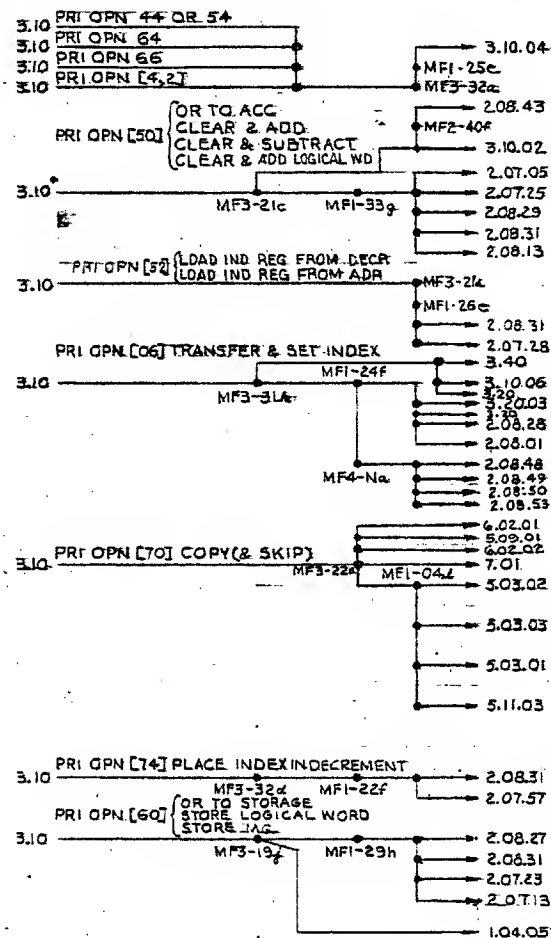 3.10 PRI OPN 44 OR 54
3.10 PRI OPN 64
3.10 PRI OPN 66
3.10 PRI OPN [4,2]
3.10.04
MF1-25e
MF3-32a
2.08.43
MF2-40f
3.10.02
PRI OPN [50] OR TO ACC
CLEAR & ADD
CLEAR & SUBTRACT
CLEAR & ADD LOGICAL WD
3.10
MF3-21c MF1-33g
2.07.05
2.07.25
2.08.29
2.08.31
2.08.13
PRI OPN [52] LOAD IND REG FROM DECR
LOAD IND REG FROM ADR
3.10
MF1-26e
2.08.31
2.07.28
PRI OPN [06] TRANSFER & SET INDEX
3.10
MF1-24f
3.40
3.10.06
3.20
3.20.03
3.20
2.08.28
2.08.01
MF4-Na
2.08.48
2.08.49
2.08.50
2.08.53
3.10 PRI OPN [70] COPY (& SKIP)
MF1-04d
6.02.01
5.09.01
6.02.02
7.01
5.03.02
5.03.03
5.03.01
5.11.03
3.10 PRI OPN [74] PLACE INDEX IN DECREMENT
MF3-32d MF1-22f
2.08.31
2.07.57
PRI OPN [60] OR TO STORAGE
STORE LOGICAL WORD
STORE
3.10
MF3-19f MF1-29h
2.08.27
2.08.31
2.07.23
2.07.13
1.04.05